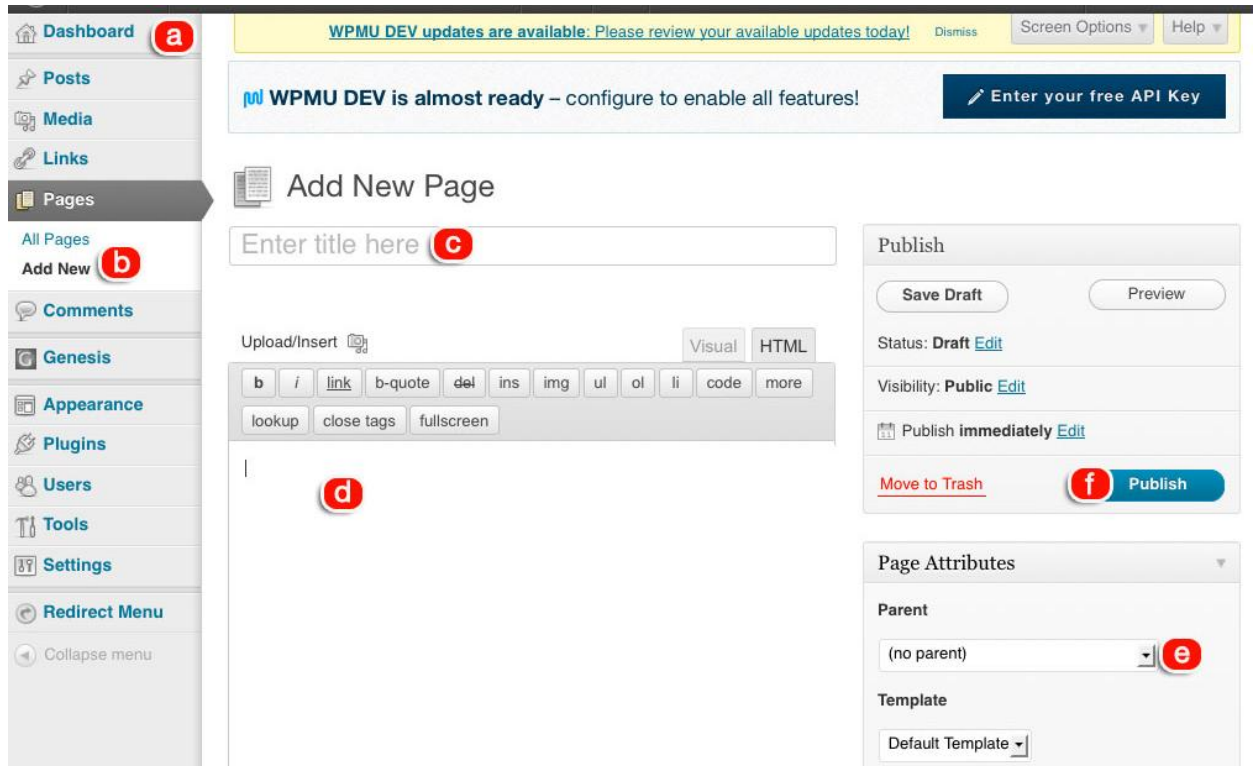 Dashboard a
WPMU DEV updates are available: Please review your available updates today! Dismiss
Screen Options Help
Posts
Media
Links
Pages
All Pages
Add New b
Comments
Genesis
Appearance
Plugins
Users
Tools
Settings
Redirect Menu
Collapse menu
WPMU DEV is almost ready – configure to enable all features!
Enter your free API Key
Add New Page
Enter title here c
Upload/Insert
Visual HTML
b i link b-quote del ins img ul ol li code more
lookup close tags fullscreen
d
Publish
Save Draft Preview
Status: Draft Edit
Visibility: Public Edit
Publish immediately Edit
Move to Trash f Publish
Page Attributes
Parent
(no parent) e
Template
Default Template